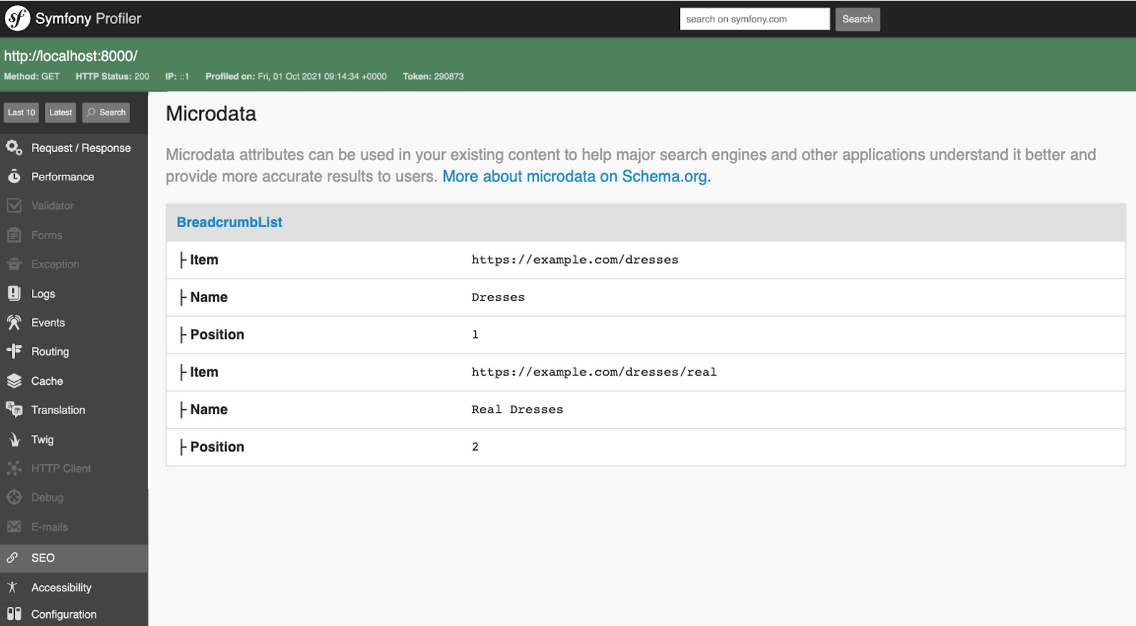 sf Symfony Profiler
search on symfony.com
Search
http://localhost:8000/
Method: GET HTTP Status: 200 IP: ::1 Profiled on: Fri, 01 Oct 2021 09:14:34 +0000 Token: 290873
Last 10 Latest Search
Request / Response
Performance
Validator
Forms
Exception
Logs
Events
Routing
Cache
Translation
Twig
HTTP Client
Debug
E-mails
SEO
Accessibility
Configuration
Microdata
Microdata attributes can be used in your existing content to help major search engines and other applications understand it better and
provide more accurate results to users. More about microdata on Schema.org.
BreadcrumbList
├ Item https://example.com/dresses
├ Name Dresses
├ Position 1
├ Item https://example.com/dresses/real
├ Name Real Dresses
├ Position 2